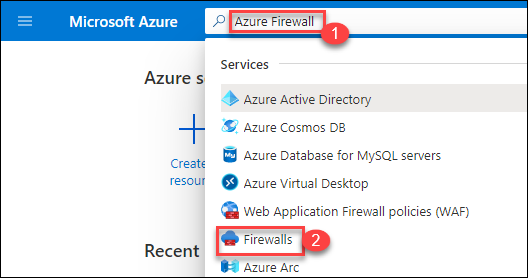 Microsoft Azure
Azure Firewall
1
Services
Azure se
Azure Active Directory
Azure Cosmos DB
Azure Database for MySQL servers
Create
resour
Azure Virtual Desktop
Web Application Firewall policies (WAF)
Firewalls
2
Recent
Azure Arc